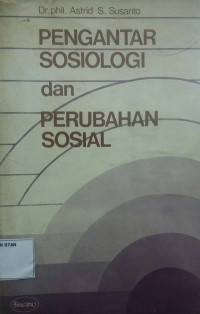 Dr. phil. Astrid S. Susanto
PENGANTAR
SOSIOLOGI
dan
PERUBAHAN
SOSIAL